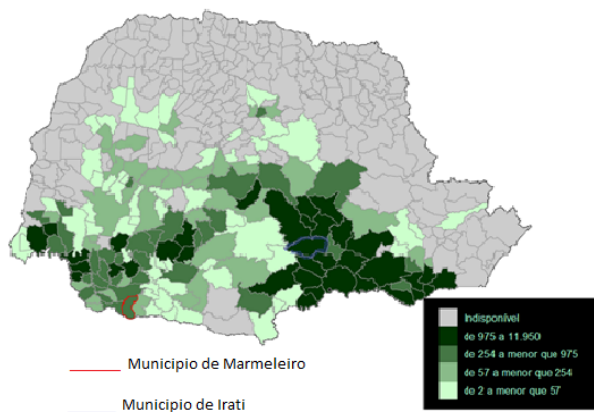 Indisponível
de 975 a 11.950
de 254 a menor que 975
de 57 a menor que 254
de 2 a menor que 57
Municipio de Marmeleiro
Municipio de Irati